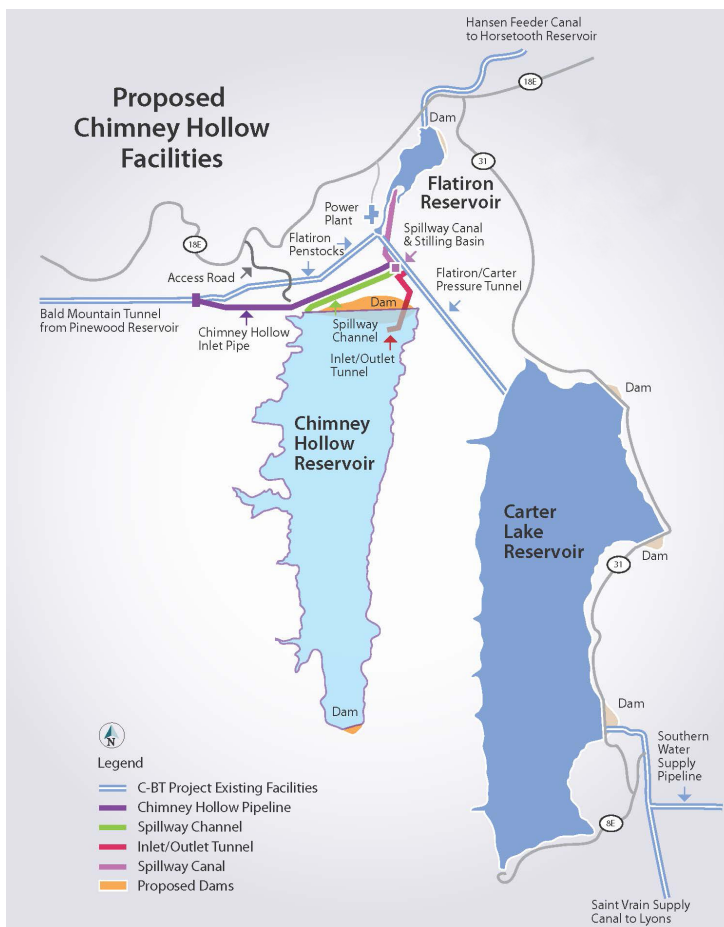 Hansen Feeder Canal
to Horsetooth Reservoir
18E
Proposed
Chimney Hollow
Facilities
Dam
31
Flatiron
Reservoir
Power
Plant
Spillway Canal
& Stilling Basin
18E
Flatiron
Penstocks
Access Road
Flatiron/Carter
Pressure Tunnel
Bald Mountain Tunnel
from Pinewood Reservoir
Dam
Chimney Hollow
Inlet Pipe
Spillway
Channel
Inlet/Outlet
Tunnel
Dam
Chimney
Hollow
Reservoir
Carter
Lake
Reservoir
Dam
31
Dam
Dam
N
Southern
Water
Supply
Pipeline
Legend
C-BT Project Existing Facilities
Chimney Hollow Pipeline
Spillway Channel
8E
Inlet/Outlet Tunnel
Spillway Canal
Proposed Dams
Saint Vrain Supply
Canal to Lyons